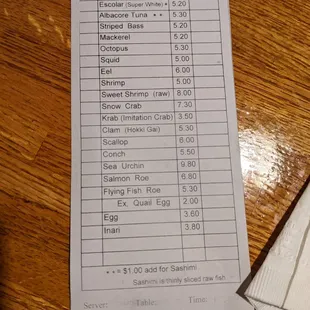 Escolar (Super White) • 5.20
Albacore Tuna • • 5.30
Striped Bass 5.20
Mackerel 5.20
Octopus 5.30
Squid 5.00
Eel 6.00
Shrimp 5.00
Sweet Shrimp (raw) 8.00
Snow Crab 7.30
Krab (Imitation Crab) 3.50
Clam (Hokki Gai) 5.30
Scallop 6.00
Conch 5.50
Sea Urchin 9.80
Salmon Roe 6.80
Flying Fish Roe 5.30
Ex. Quail Egg 2.00
Egg 3.60
Inari 3.80
• • = $1.00 add for Sashimi
Sashimi is thinly sliced raw fish
Server: Table: Time: